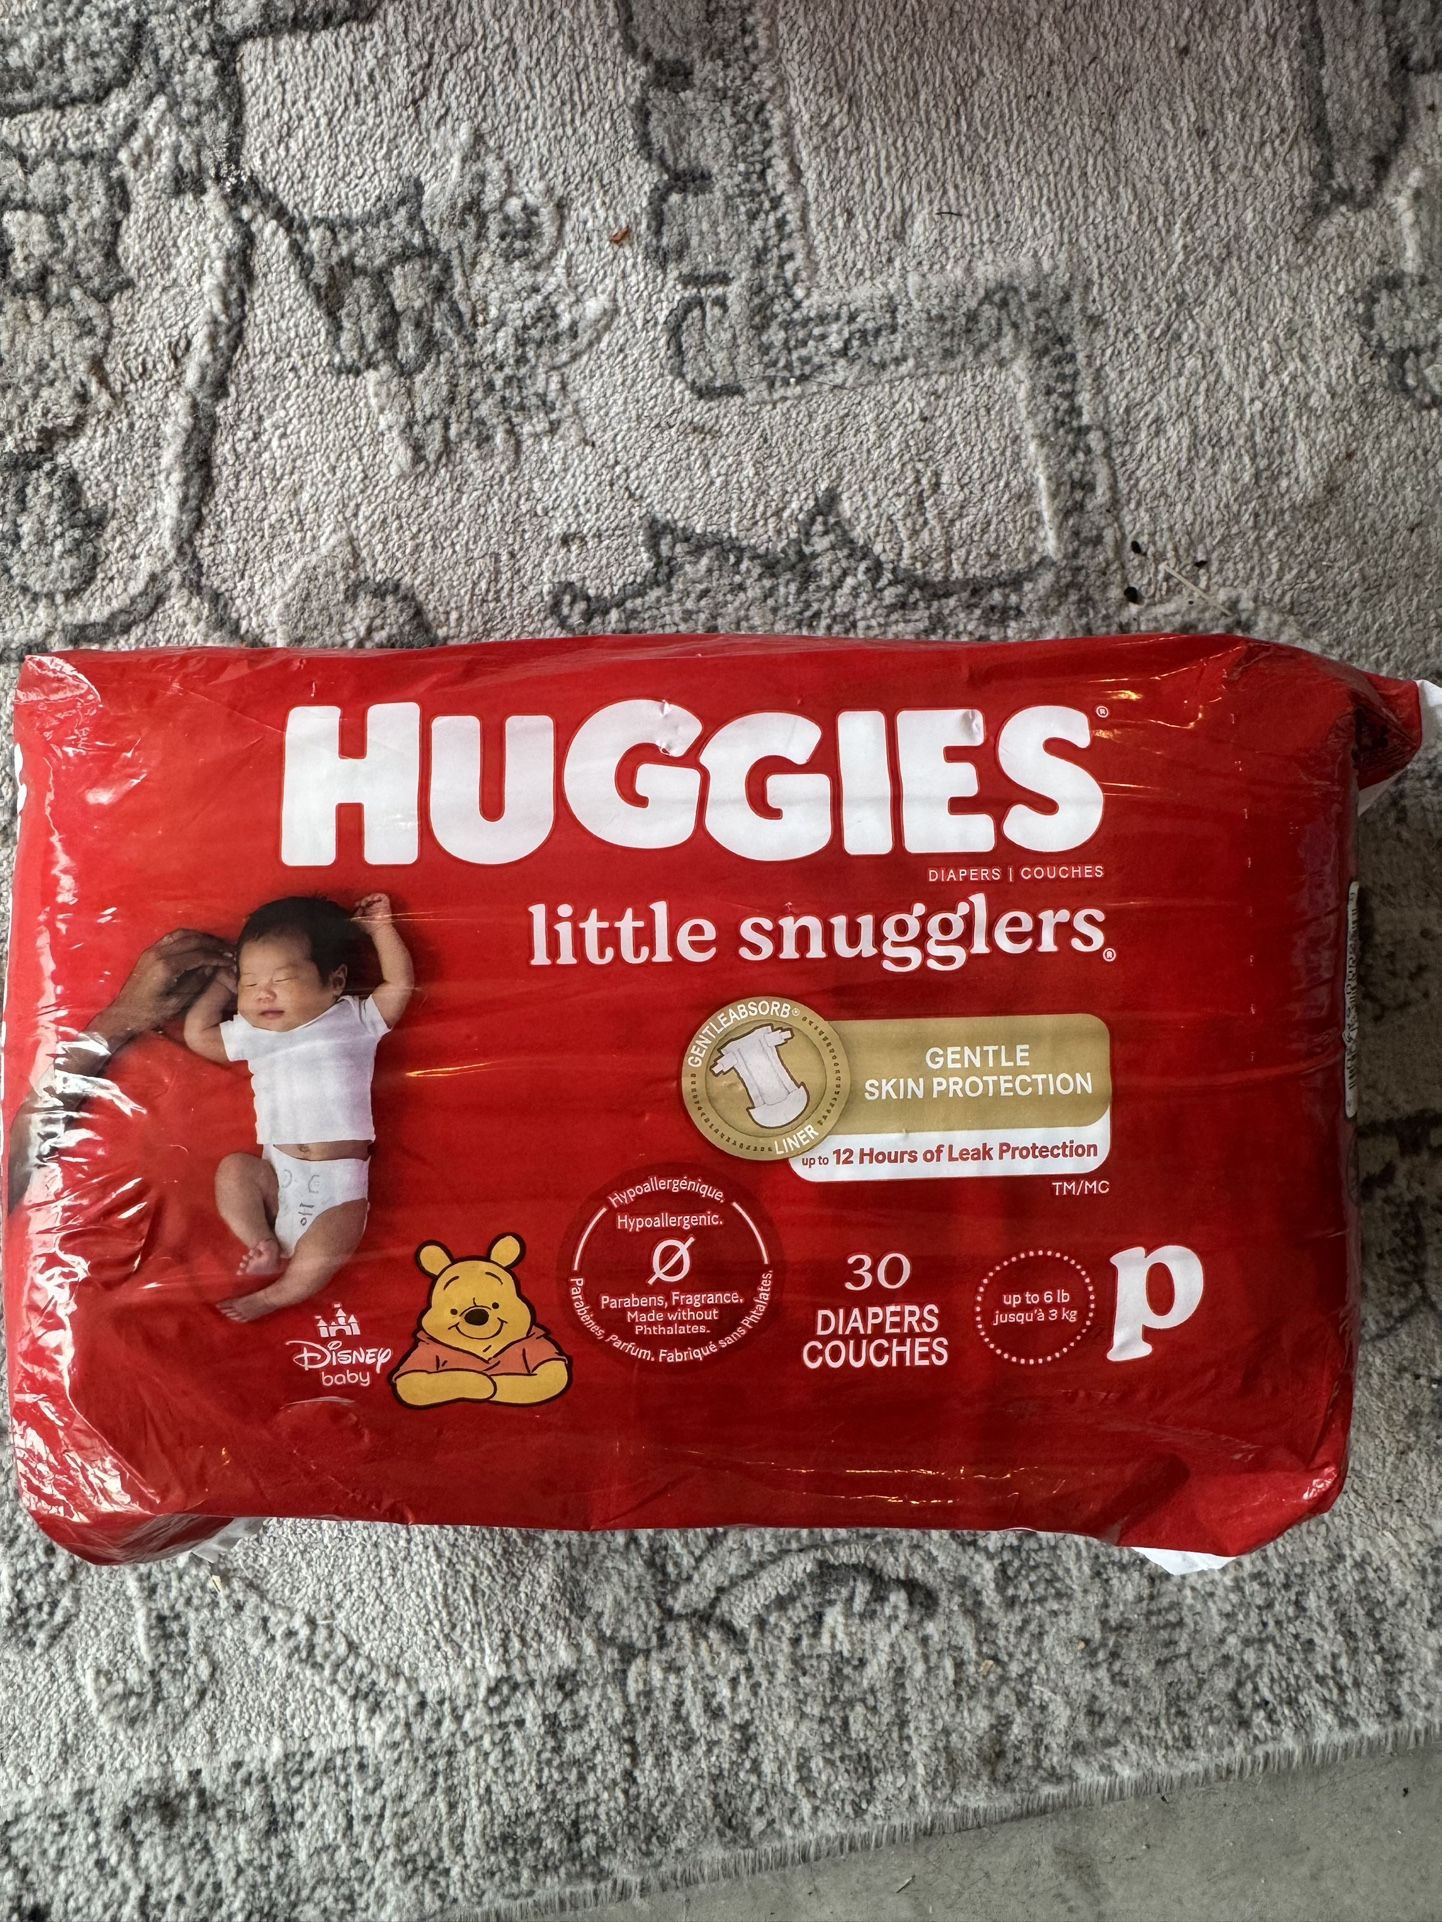 HUGGIES®
DIAPERS | COUCHES
little snugglers®
GENTLEABSORB®
LINER
GENTLE
SKIN PROTECTION
up to 12 Hours of Leak Protection
TM/MC
Hypoallergénique.
Hypoallergenic.
Parabens, Fragrance.
Made without
Phthalates.
Parabènes, Parfum. Fabriqué sans Phtalates.
30
DIAPERS
COUCHES
up to 6 lb
jusqu'à 3 kg
p
Disney
baby